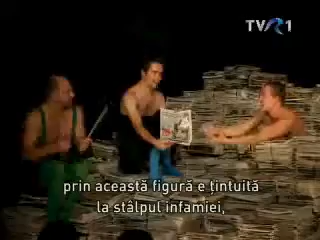 TVR1
prin această figură e țintuită
la stâlpul infamiei,